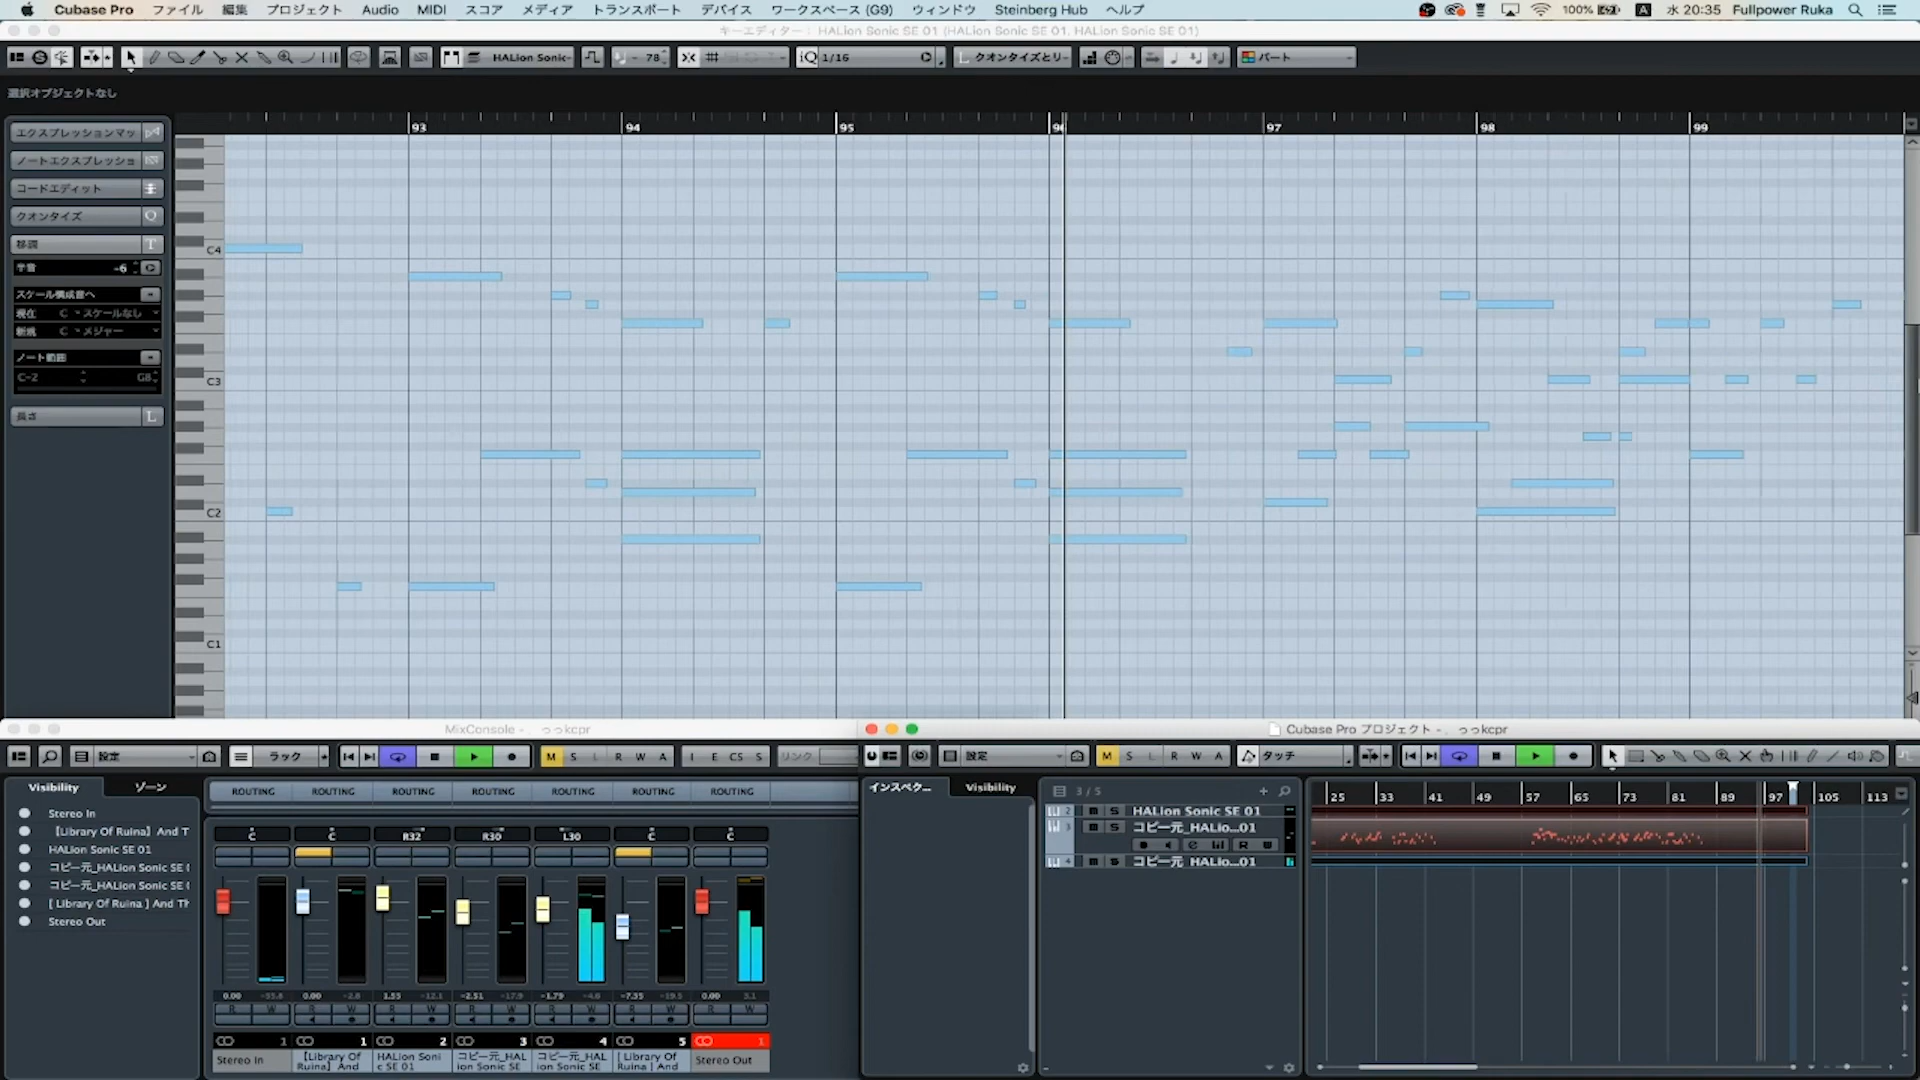 Cubase Pro ファイル 編集 プロジェクト Audio MIDI スコア メディア トランスポート デバイス ワークスペース (G9) ウィンドウ Steinberg Hub ヘルプ 100% A 水 20:35 Fullpower Ruka
キーエディター： HALion Sonic SE 01 (HALion Sonic SE 01, HALion Sonic SE 01)
HALion Sonic 78 iQ 1/16 クオンタイズとリ パート
選択オブジェクトなし
93 94 95 96 97 98 99
エクスプレッションマッ
ノートエクスプレッショ
コードエディット
クオンタイズ Q
移調 T
半音 -6
スケール構成音へ
現在 C スケールなし
新規 C メジャー
ノート範囲
C-2 G8
長さ L
C4
C3
C2
C1
MixConsole - っっkcpr
設定 ラック M S L R W A I E CS S リンク
Visibility ゾーン
Stereo In
【Library Of Ruina】And T
HALion Sonic SE 01
コピー元_HALion Sonic SE (
コピー元_HALion Sonic SE (
[ Library Of Ruina ] And Th
Stereo Out
ROUTING ROUTING ROUTING ROUTING ROUTING ROUTING ROUTING
C C R32 R30 L30 C C
0.00 -55.8 0.00 -2.8 1.55 -12.1 -2.51 -17.9 -1.79 -4.8 -7.35 -19.5 0.00 3.1
R W R W R W R W R W R W R W
1 1 2 3 4 5 1
Stereo In
【Library Of Ruina】And
HALion Soni c SE 01
コピー元_HAL ion Sonic SE
コピー元_HAL ion Sonic SE
[ Library Of Ruina ] And
Stereo Out
Cubase Pro プロジェクト - っっkcpr
設定 M S L R W A タッチ
インスペク... Visibility
3 / 5
2 m S HALion Sonic SE 01
3 m S コピー元_HALio...01
R W
4 m S コピー元_HALio...01
25 33 41 49 57 65 73 81 89 97 105 113